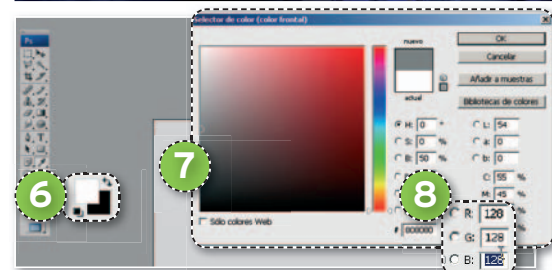 Ps
Selector de color (color frontal)
nuevo
actual
OK
Cancelar
Añadir a muestras
Bibliotecas de colores
H: 0 °
L: 54
S: 0 %
a: 0
B: 50 %
b: 0
C: 55 %
M: 45 %
# 808080
Sólo colores Web
R: 128
G: 128
B: 128
6
7
8